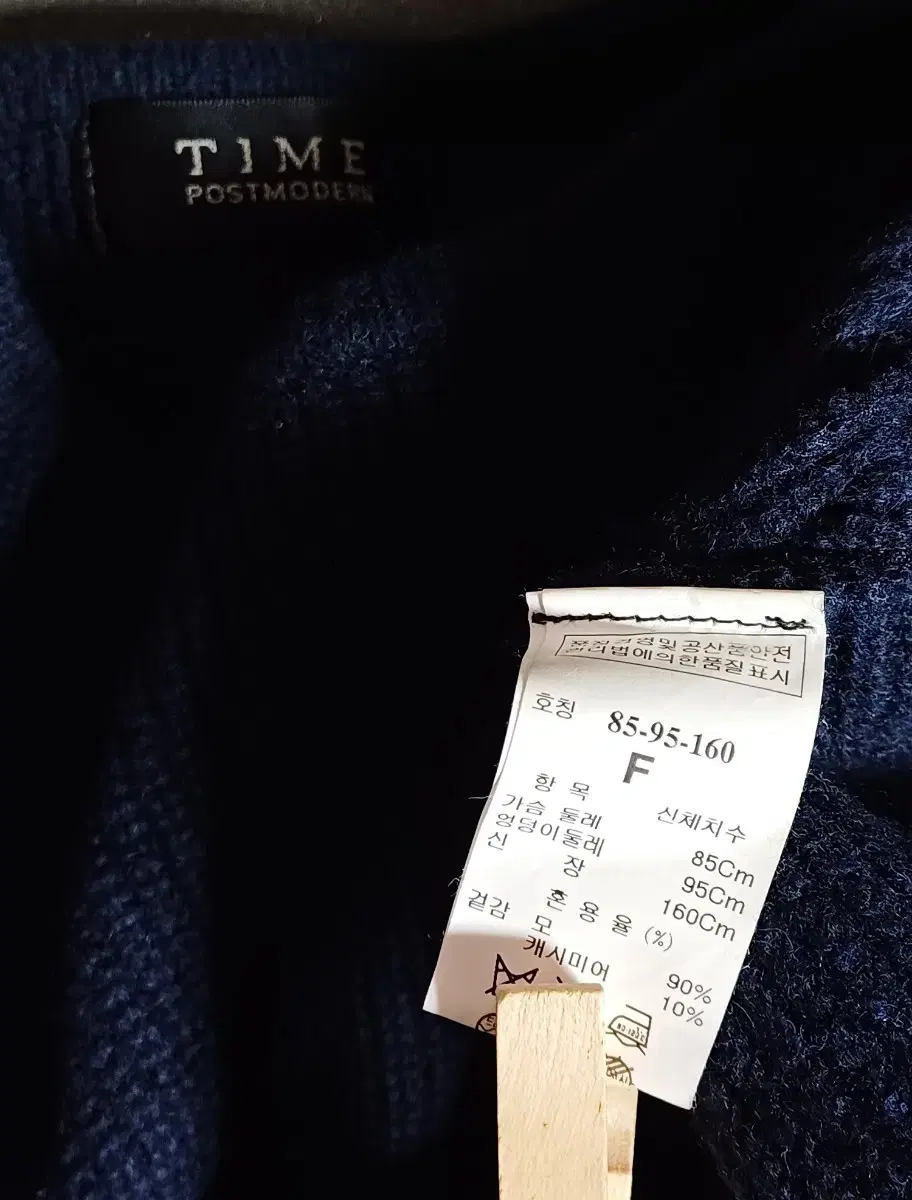 TIME
POSTMODERN
품질경영및공산품안전
관리법에의한품질표시
호칭 85-95-160
F
항 목 신체치수
가슴 둘레 85Cm
엉덩이둘레 95Cm
신 장 160Cm
겉감 혼 용 율 (%)
모 90%
캐시미어 10%